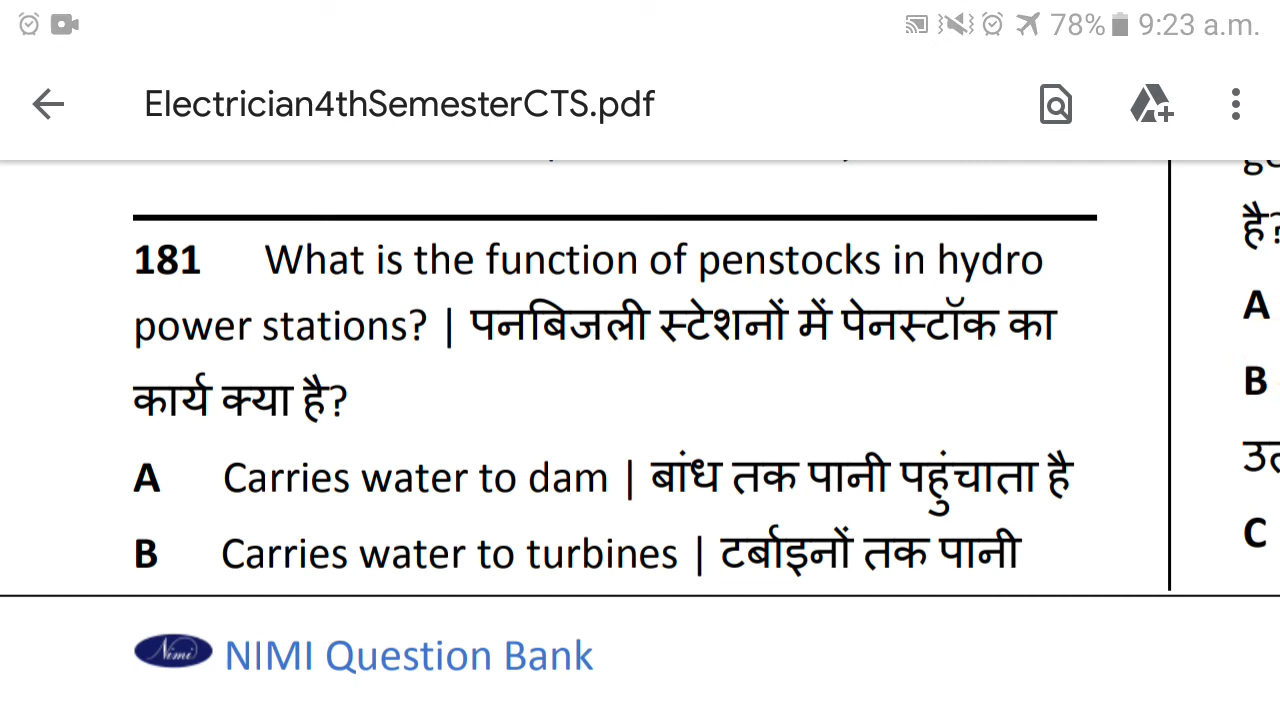 78% 9:23 a.m.
Electrician4thSemesterCTS.pdf
181 What is the function of penstocks in hydro
power stations? | पनबिजली स्टेशनों में पेनस्टॉक का
कार्य क्या है?
A Carries water to dam | बांध तक पानी पहुंचाता है
B Carries water to turbines | टर्बाइनों तक पानी
Nimi NIMI Question Bank
है?
A
B
C